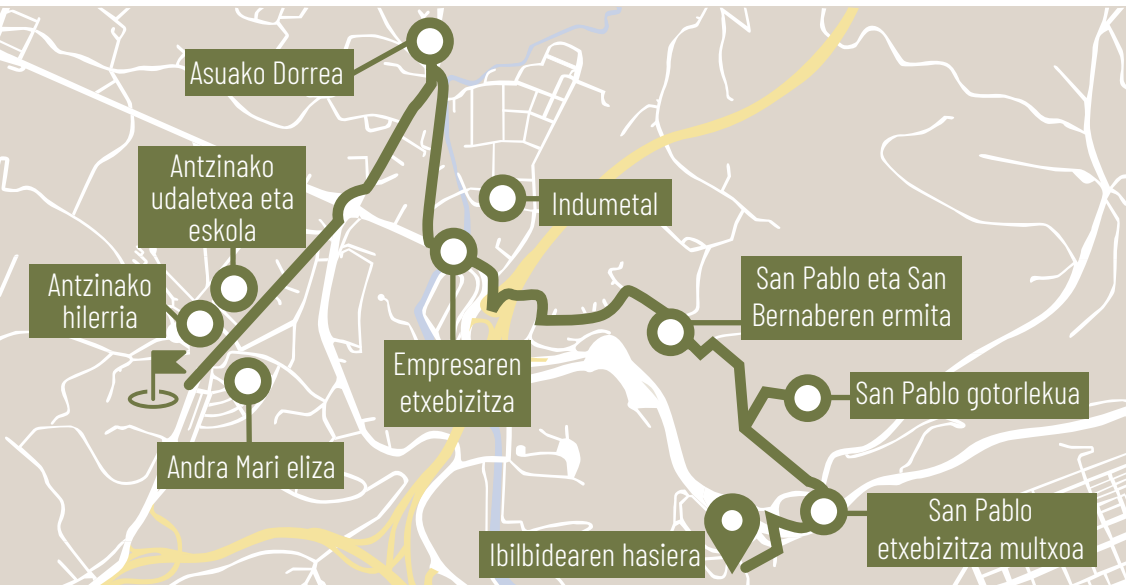 Asuako Dorrea
Antzinako
udaletxea eta
eskola
Indumetal
Antzinako
hilerria
San Pablo eta San
Bernaberen ermita
Empresaren
etxebizitza
San Pablo gotorlekua
Andra Mari eliza
San Pablo
etxebizitza multxoa
Ibilbidearen hasiera